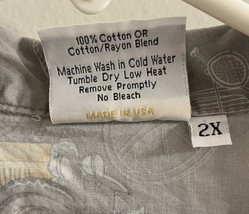 100% Cotton OR
Cotton/Rayon Blend
Machine Wash in Cold Water
Tumble Dry Low Heat
Remove Promptly
No Bleach
MADE IN USA
2X